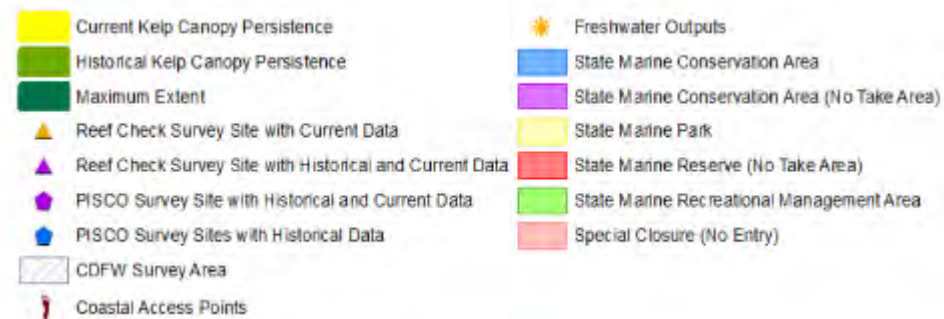 Current Kelp Canopy Persistence
Historical Kelp Canopy Persistence
Maximum Extent
Reef Check Survey Site with Current Data
Reef Check Survey Site with Historical and Current Data
PISCO Survey Site with Historical and Current Data
PISCO Survey Sites with Historical Data
CDFW Survey Area
Coastal Access Points
Freshwater Outputs
State Marine Conservation Area
State Marine Conservation Area (No Take Area)
State Marine Park
State Marine Reserve (No Take Area)
State Marine Recreational Management Area
Special Closure (No Entry)